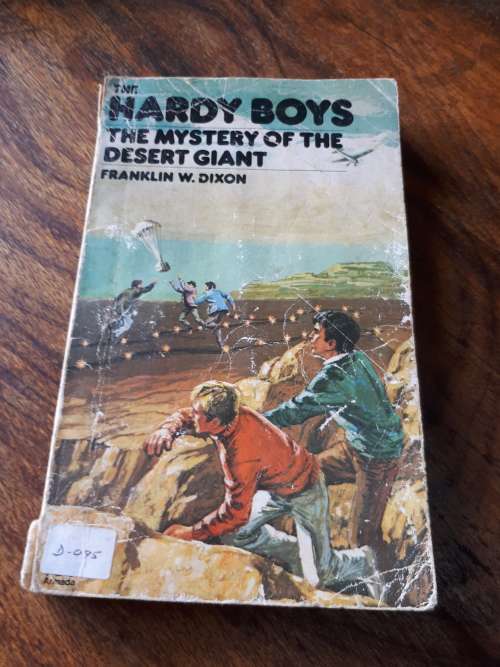 THE
HARDY BOYS
THE MYSTERY OF THE
DESERT GIANT
FRANKLIN W. DIXON
D-095
Armada